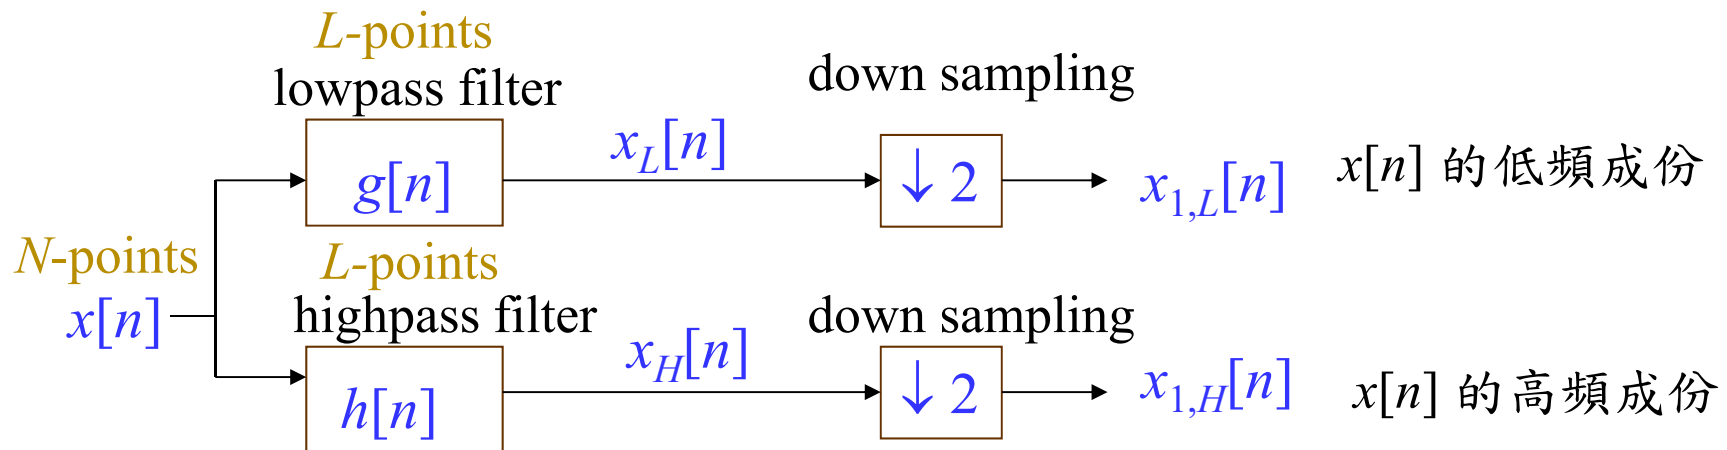 L-points
lowpass filter
down sampling
g[n]
x_L[n]
↓ 2
x_{1,L}[n]
x[n] 的低頻成份
N-points
x[n]
L-points
highpass filter
down sampling
h[n]
x_H[n]
↓ 2
x_{1,H}[n]
x[n] 的高頻成份